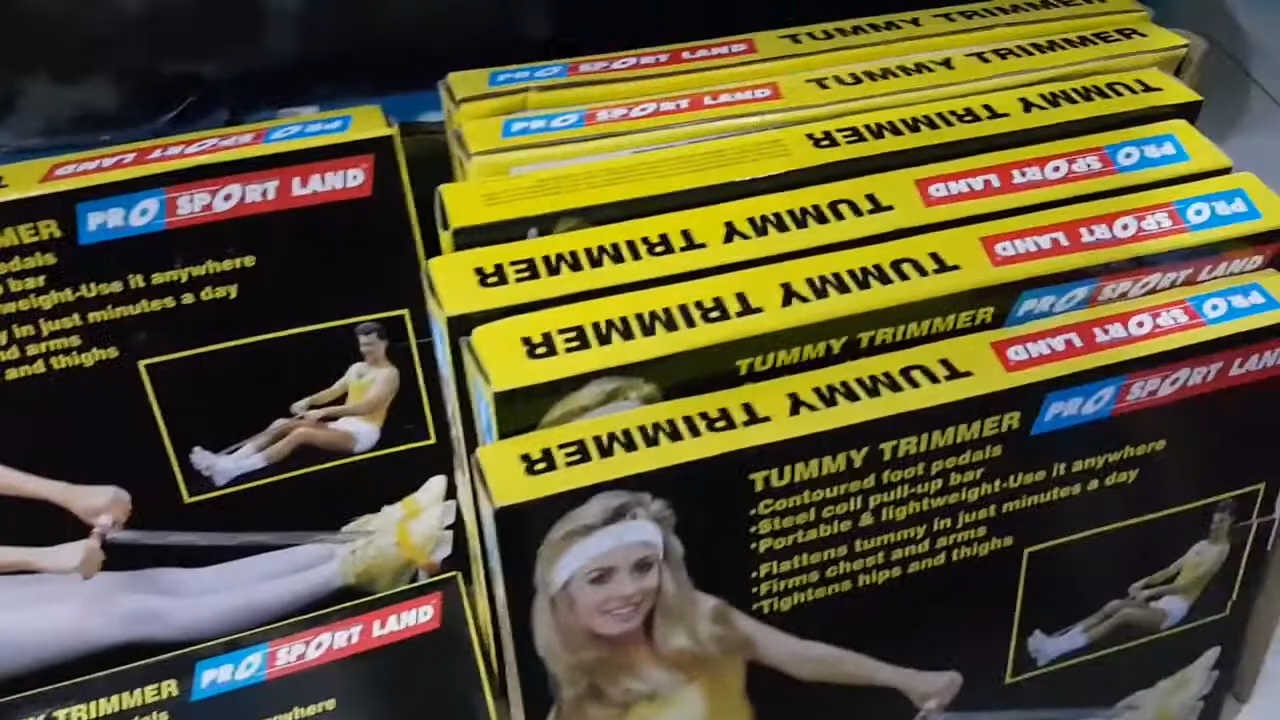 PRO SPORT LAND TUMMY TRIMMER
PRO SPORT LAND TUMMY TRIMMER
TUMMY TRIMMER
TUMMY TRIMMER PRO SPORT LAND
TUMMY TRIMMER PRO SPORT LAND
TUMMY TRIMMER PRO SPORT LAND
TUMMY TRIMMER PRO SPORT LAND
TUMMY TRIMMER PRO SPORT LAND
•Contoured foot pedals
•Steel coil pull-up bar
•Portable & lightweight-Use it anywhere
•Flattens tummy in just minutes a day
•Firms chest and arms
•Tightens hips and thighs
PRO SPORT LAND
MER PRO SPORT LAND
edals
bar
weight-Use it anywhere
y in just minutes a day
nd arms
and thighs
TRIMMER PRO SPORT LAND